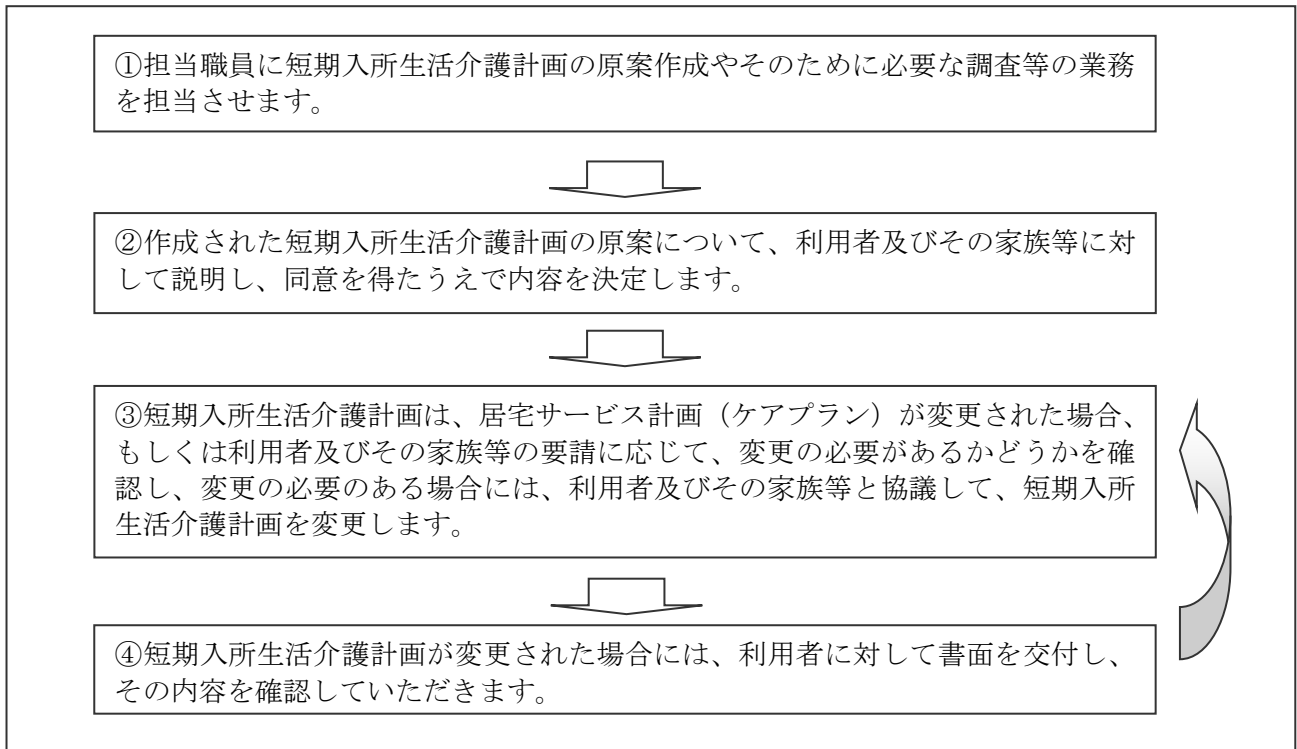 ①担当職員に短期入所生活介護計画の原案作成やそのために必要な調査等の業務
を担当させます。
②作成された短期入所生活介護計画の原案について、利用者及びその家族等に対
して説明し、同意を得たうえで内容を決定します。
③短期入所生活介護計画は、居宅サービス計画（ケアプラン）が変更された場合、
もしくは利用者及びその家族等の要請に応じて、変更の必要があるかどうかを確
認し、変更の必要のある場合には、利用者及びその家族等と協議して、短期入所
生活介護計画を変更します。
④短期入所生活介護計画が変更された場合には、利用者に対して書面を交付し、
その内容を確認していただきます。